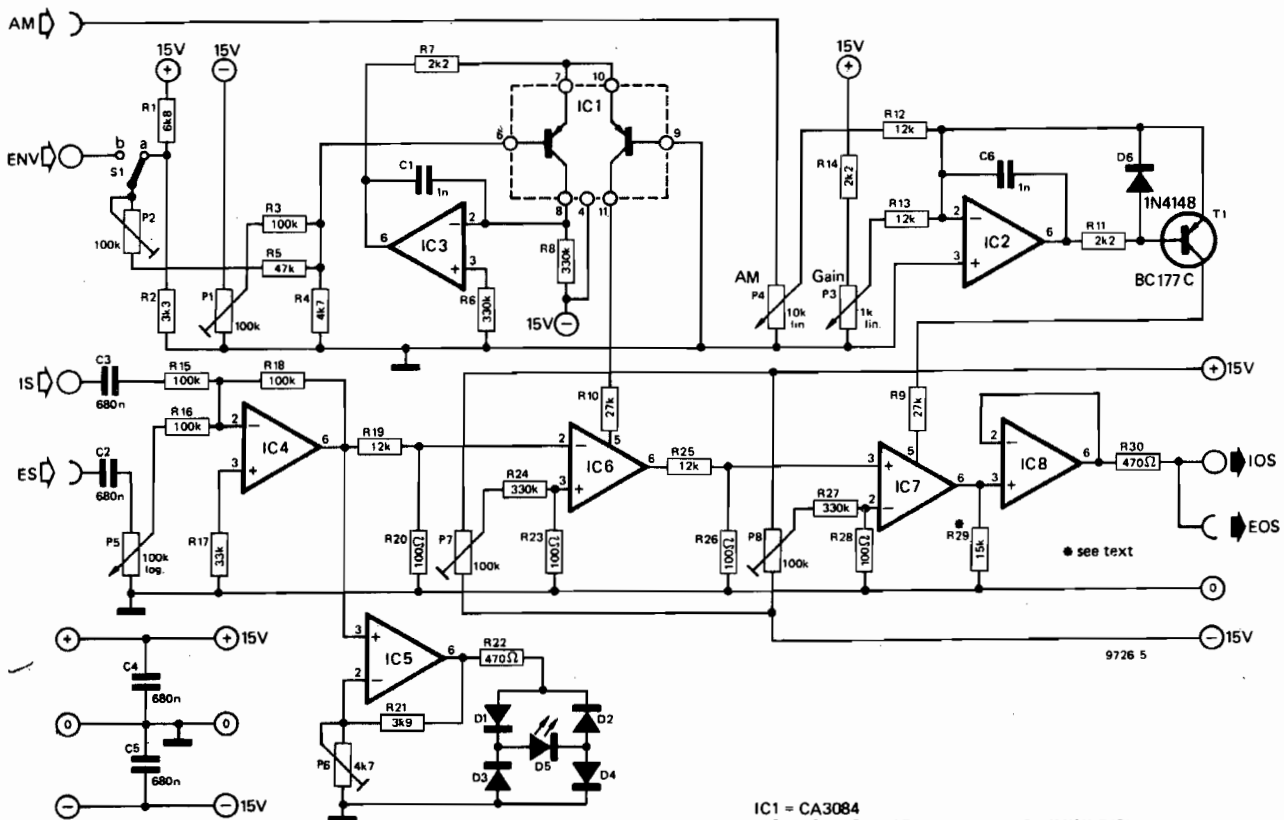 AM
15V
+
15V
−
R1
6k8
ENV
b
a
S1
P2
100k
R2
3k3
P1
100k
R3
100k
R5
47k
R4
4k7
R7
2k2
7
10
IC1
6
9
8
4
11
C1
1n
2
−
IC3
6
+
3
R6
330k
R8
330k
15V
−
15V
+
R12
12k
R14
2k2
R13
12k
AM
P4
10k
lin
Gain
P3
1k
lin.
C6
1n
−
2
IC2
6
3
+
R11
2k2
D6
1N4148
T1
BC177C
IS
C3
680n
R15
100k
R18
100k
R16
100k
2
−
IC4
6
3
+
ES
C2
680n
P5
100k
log.
R17
33k
R19
12k
R20
100Ω
R10
27k
5
2
−
IC6
6
3
+
R24
330k
P7
100k
R23
100Ω
R25
12k
R26
100Ω
P8
100k
R27
330k
R28
100Ω
R9
27k
5
3
+
IC7
6
2
−
R29
*
15k
2
−
IC8
6
3
+
R30
470Ω
+
15V
IOS
EOS
* see text
0
−
15V
9726 5
+
+
15V
C4
680n
0
0
C5
680n
−
−
15V
3
+
IC5
6
2
−
R22
470Ω
R21
3k9
P6
4k7
D1
D2
D5
D3
D4
IC1 = CA3084